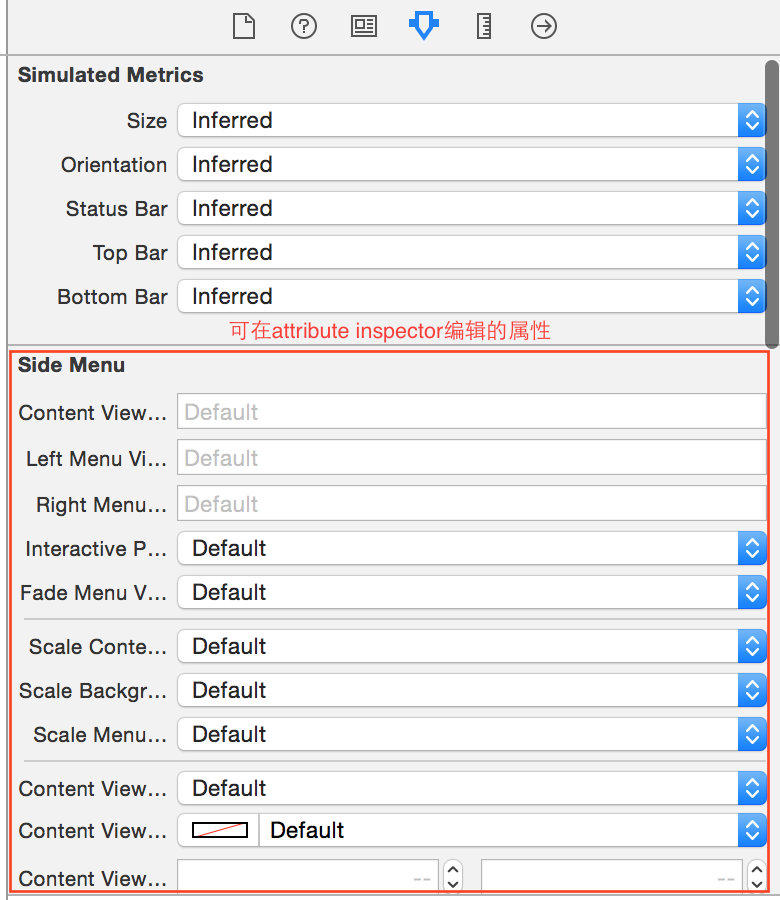 Simulated Metrics
Size Inferred
Orientation Inferred
Status Bar Inferred
Top Bar Inferred
Bottom Bar Inferred
可在attribute inspector编辑的属性
Side Menu
Content View... Default
Left Menu Vi... Default
Right Menu... Default
Interactive P... Default
Fade Menu V... Default
Scale Conte... Default
Scale Backgr... Default
Scale Menu... Default
Content View... Default
Content View... Default
Content View... -- --